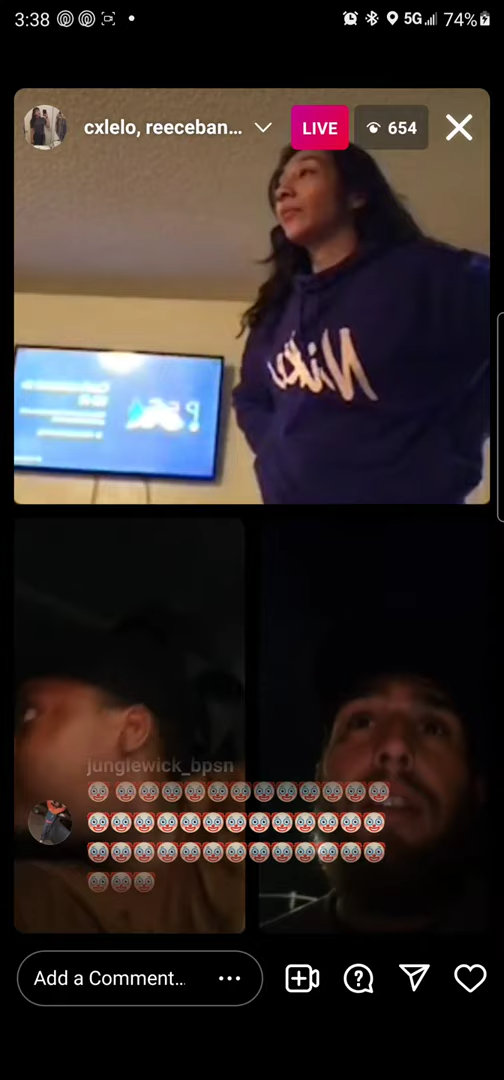 3:38 5G 74%
cxlelo, reeceban... LIVE 654
Nike
junglewick_bpsn
🤡🤡🤡🤡🤡🤡🤡🤡🤡🤡🤡🤡🤡
🤡🤡🤡🤡🤡🤡🤡🤡🤡🤡🤡🤡🤡
🤡🤡🤡🤡🤡🤡🤡🤡🤡🤡🤡🤡🤡
🤡🤡🤡
Add a Comment...